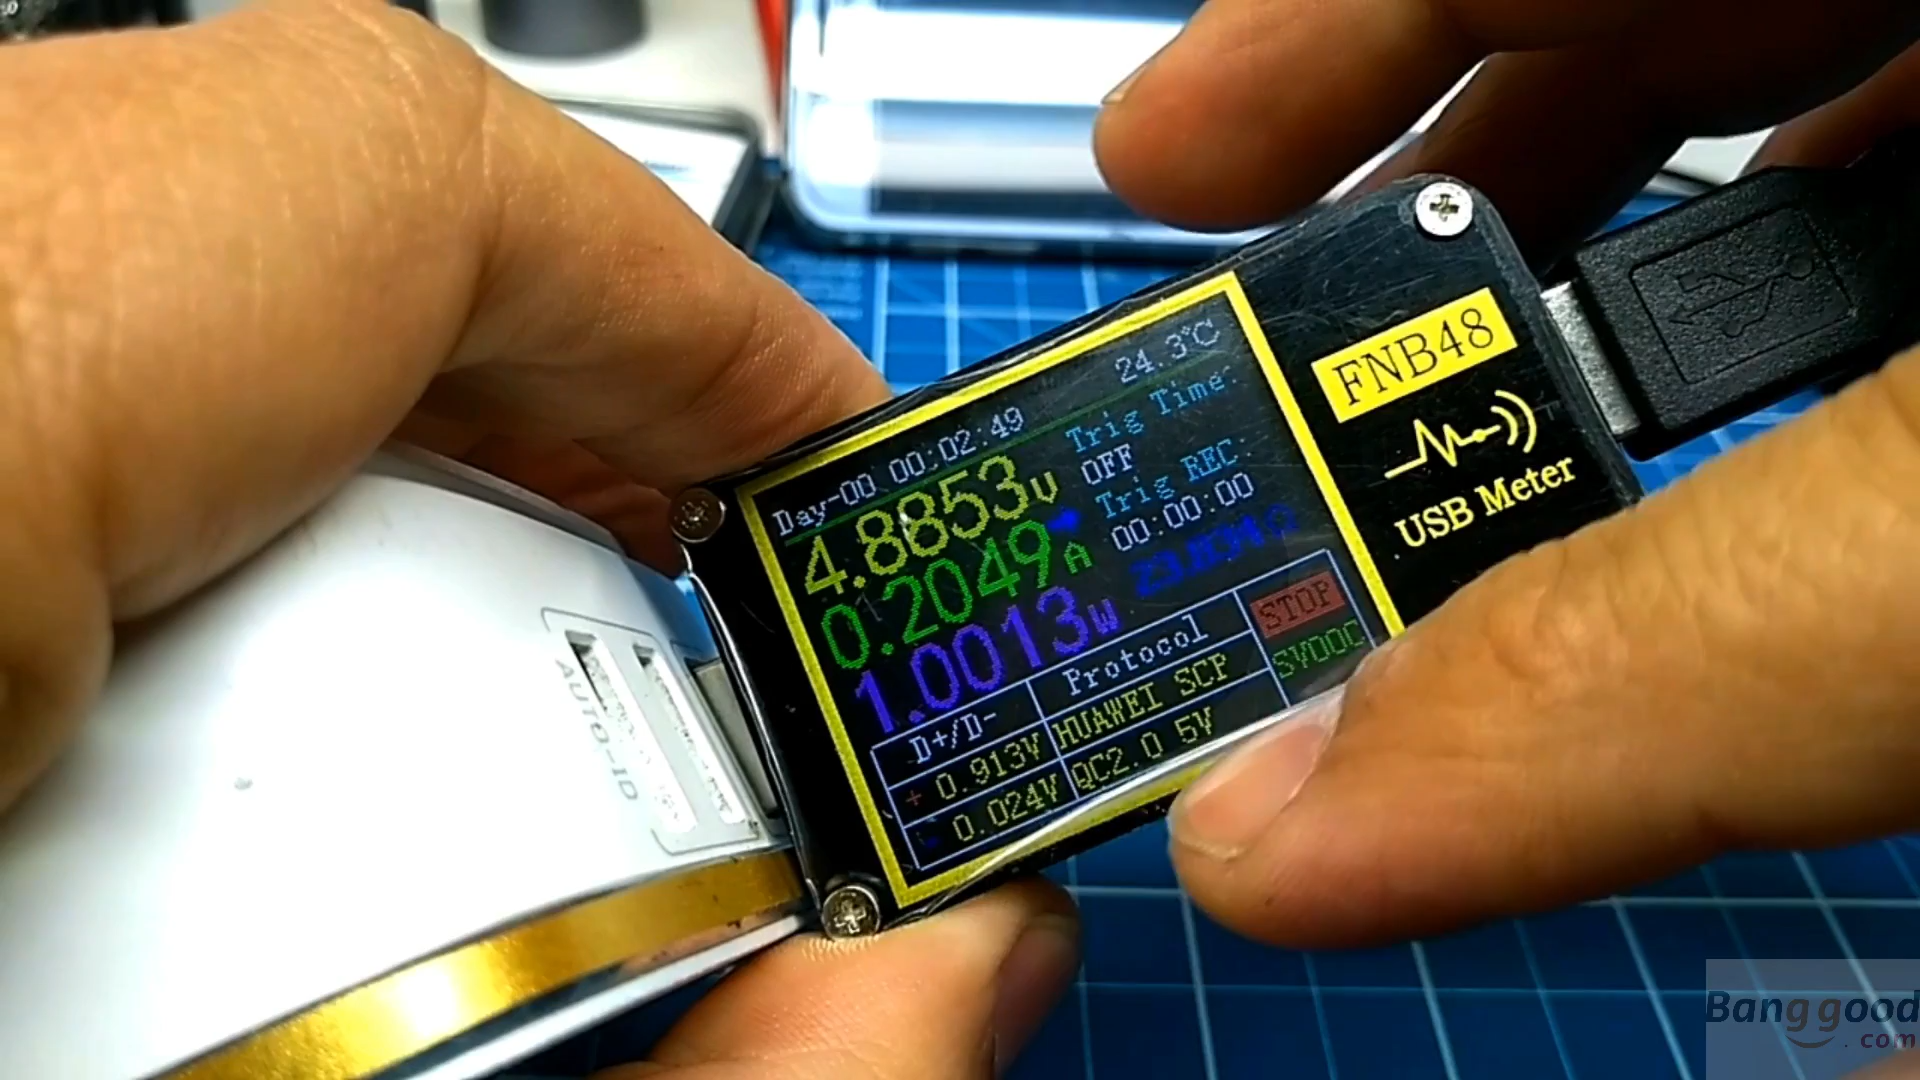 24.3℃
Day-00 00:02:49
4.8853V
0.2049A
1.0013W
Trig Time:
OFF
Trig REC:
00:00:00
D+/D-
Protocol
STOP
+ 0.913V
HUAWEI SCP
- 0.024V
QC2.0 5V
FNB48
USB Meter
AUTO-ID
Banggood
.com